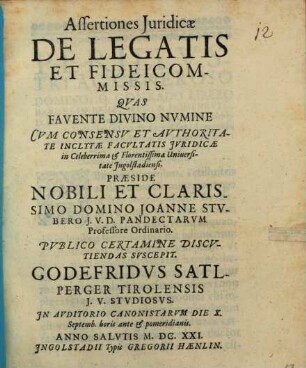 12
Assertiones Juridicæ
DE LEGATIS
ET FIDEICOM-
MISSIS.
QVAS
FAVENTE DIVINO NVMINE
CVM CONSENSV ET AVTHORITA-
TE INCLYTÆ FACVLTATIS JVRIDICÆ
in Celeberrima & Florentissima Vniuersi-
tate Jngolstadiensi.
PRÆSIDE
NOBILI ET CLARIS-
SIMO DOMINO JOANNE STV-
BERO J.V.D. PANDECTARVM
Professore Ordinario.
PVBLICO CERTAMINE DISCV-
TIENDAS SVSCEPIT.
GODEFRIDVS SATL-
PERGER TIROLENSIS
J. V. STVDIOSVS.
JN AVDITORIO CANONISTARVM DIE X.
Septemb. horis ante & pomeridianis.
ANNO SALVTIS M. DC. XXI.
JNGOLSTADII Typis GREGORII HÆNLIN.